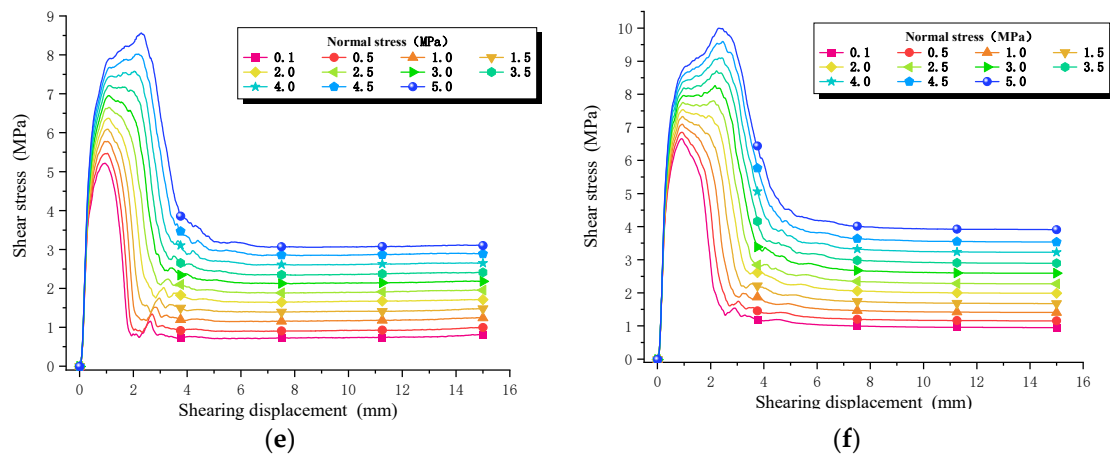 9
8
7
6
5
4
3
2
1
0
Shear stress (MPa)
Normal stress（MPa）
0.1 0.5 1.0 1.5
2.0 2.5 3.0 3.5
4.0 4.5 5.0
0 2 4 6 8 10 12 14 16
Shearing displacement (mm)
(e)
10
9
8
7
6
5
4
3
2
1
0
Shear stress (MPa)
Normal stress（MPa）
0.1 0.5 1.0 1.5
2.0 2.5 3.0 3.5
4.0 4.5 5.0
0 2 4 6 8 10 12 14 16
Shearing displacement (mm)
(f)